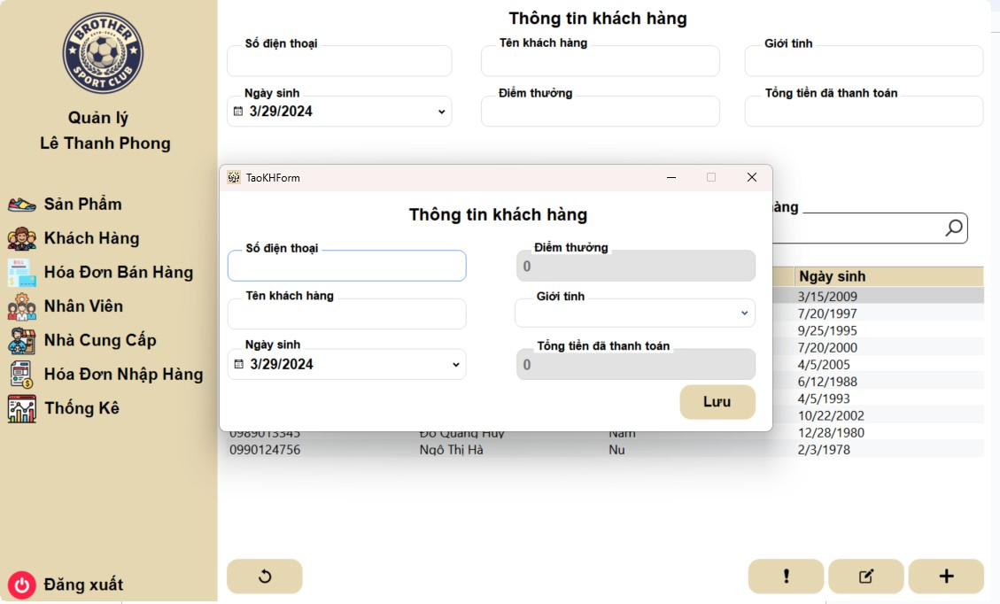 BROTHER
SPORT CLUB
Quản lý
Lê Thanh Phong
Sản Phẩm
Khách Hàng
Hóa Đơn Bán Hàng
Nhân Viên
Nhà Cung Cấp
Hóa Đơn Nhập Hàng
Thống Kê
Đăng xuất
Thông tin khách hàng
Số điện thoại
Tên khách hàng
Giới tính
Ngày sinh
3/29/2024
Điểm thưởng
Tổng tiền đã thanh toán
TaoKHForm
Thông tin khách hàng
Số điện thoại
Điểm thưởng
0
Tên khách hàng
Giới tính
Ngày sinh
3/29/2024
Tổng tiền đã thanh toán
0
Lưu
àng
Ngày sinh
3/15/2009
7/20/1997
9/25/1995
7/20/2000
4/5/2005
6/12/1988
4/5/1993
10/22/2002
0989013345 Đỗ Quang Huy Nam 12/28/1980
0990124756 Ngô Thị Hà Nu 2/3/1978